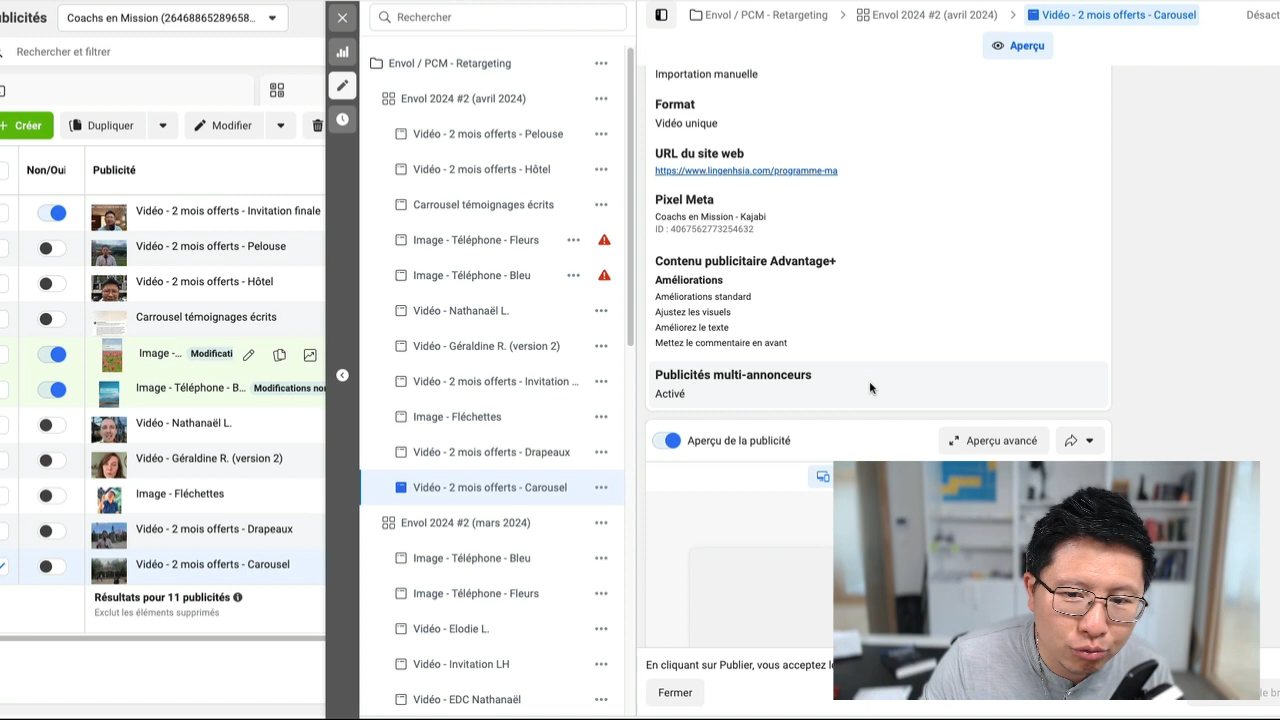 ublicités
Coachs en Mission (26468865289658...
Rechercher et filtrer
+ Créer
Dupliquer
Modifier
Non/Oui
Publicité
Vidéo - 2 mois offerts - Invitation finale
Vidéo - 2 mois offerts - Pelouse
Vidéo - 2 mois offerts - Hôtel
Carrousel témoignages écrits
Image -... Modificati
Image - Téléphone - B... Modifications non
Vidéo - Nathanaël L.
Vidéo - Géraldine R. (version 2)
Image - Fléchettes
Vidéo - 2 mois offerts - Drapeaux
Vidéo - 2 mois offerts - Carousel
Résultats pour 11 publicités
Exclut les éléments supprimés
Rechercher
Envol / PCM - Retargeting
Envol 2024 #2 (avril 2024)
Vidéo - 2 mois offerts - Pelouse
Vidéo - 2 mois offerts - Hôtel
Carrousel témoignages écrits
Image - Téléphone - Fleurs
Image - Téléphone - Bleu
Vidéo - Nathanaël L.
Vidéo - Géraldine R. (version 2)
Vidéo - 2 mois offerts - Invitation ...
Image - Fléchettes
Vidéo - 2 mois offerts - Drapeaux
Vidéo - 2 mois offerts - Carousel
Envol 2024 #2 (mars 2024)
Image - Téléphone - Bleu
Image - Téléphone - Fleurs
Vidéo - Elodie L.
Vidéo - Invitation LH
Vidéo - EDC Nathanaël
Envol / PCM - Retargeting
Envol 2024 #2 (avril 2024)
Vidéo - 2 mois offerts - Carousel
Désact
Aperçu
Importation manuelle
Format
Vidéo unique
URL du site web
https://www.lingenhsia.com/programme-ma
Pixel Meta
Coachs en Mission - Kajabi
ID : 4067562773254632
Contenu publicitaire Advantage+
Améliorations
Améliorations standard
Ajustez les visuels
Améliorez le texte
Mettez le commentaire en avant
Publicités multi-annonceurs
Activé
Aperçu de la publicité
Aperçu avancé
En cliquant sur Publier, vous acceptez l
Fermer
le br